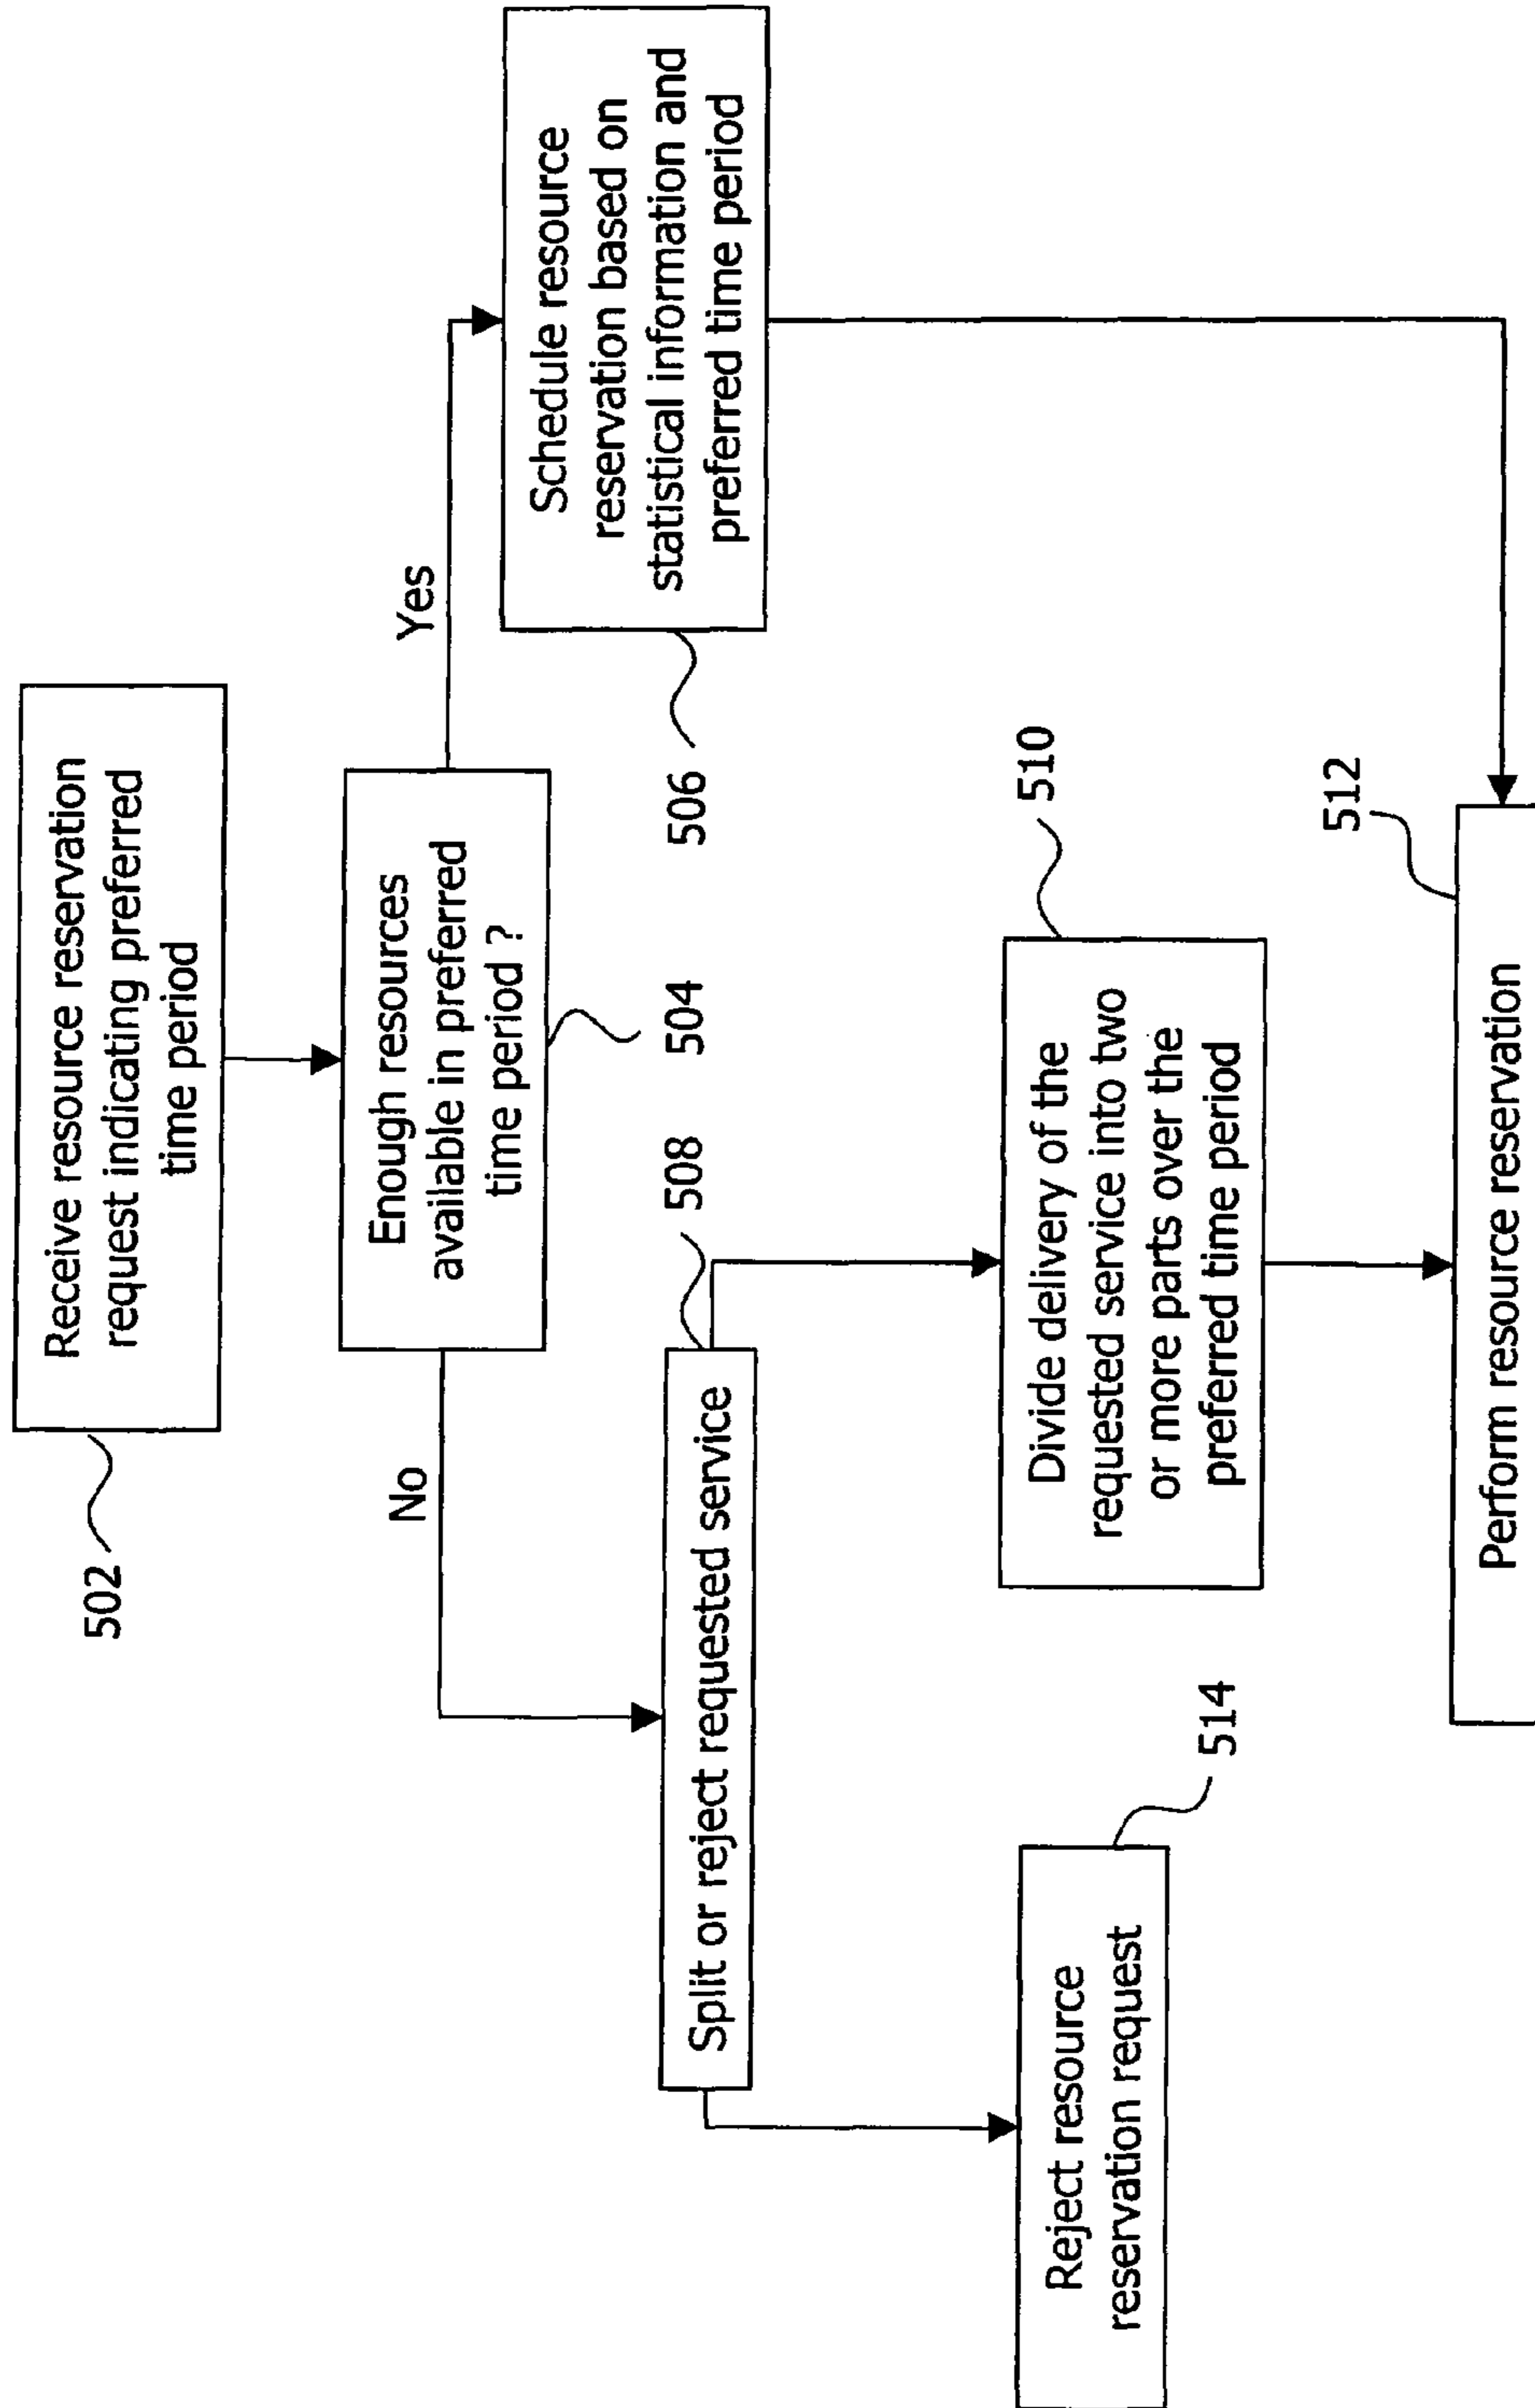 502
Receive resource reservation
request indicating preferred
time period
Enough resources
available in preferred
time period ?
504
No
Yes
506
Schedule resource
reservation based on
statistical information and
preferred time period
508
Split or reject requested service
510
Divide delivery of the
requested service into two
or more parts over the
preferred time period
514
Reject resource
reservation request
512
Perform resource reservation